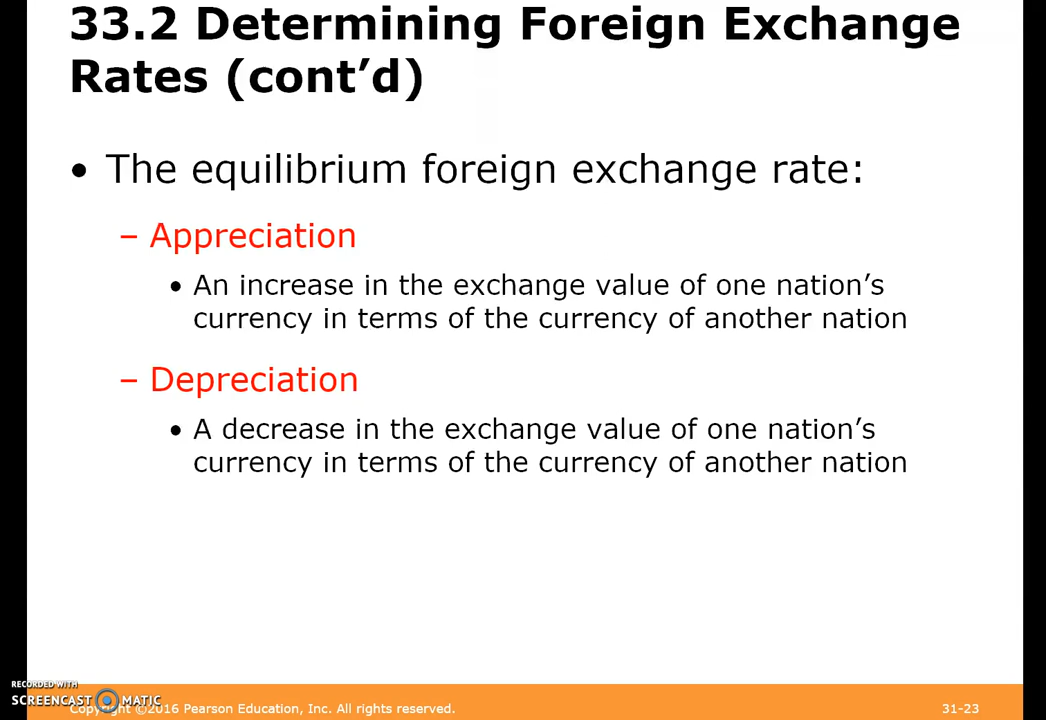 33.2 Determining Foreign Exchange
Rates (cont’d)
• The equilibrium foreign exchange rate:
– Appreciation
• An increase in the exchange value of one nation’s
currency in terms of the currency of another nation
– Depreciation
• A decrease in the exchange value of one nation’s
currency in terms of the currency of another nation
RECORDED WITH
SCREENCAST MATIC
Copyright ©2016 Pearson Education, Inc. All rights reserved.
31-23